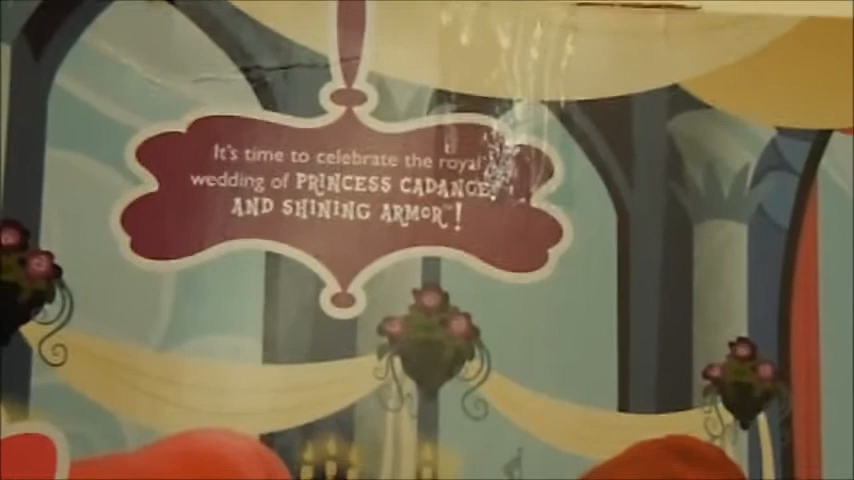 It's time to celebrate the royal
wedding of PRINCESS CADANCE
AND SHINING ARMOR™!